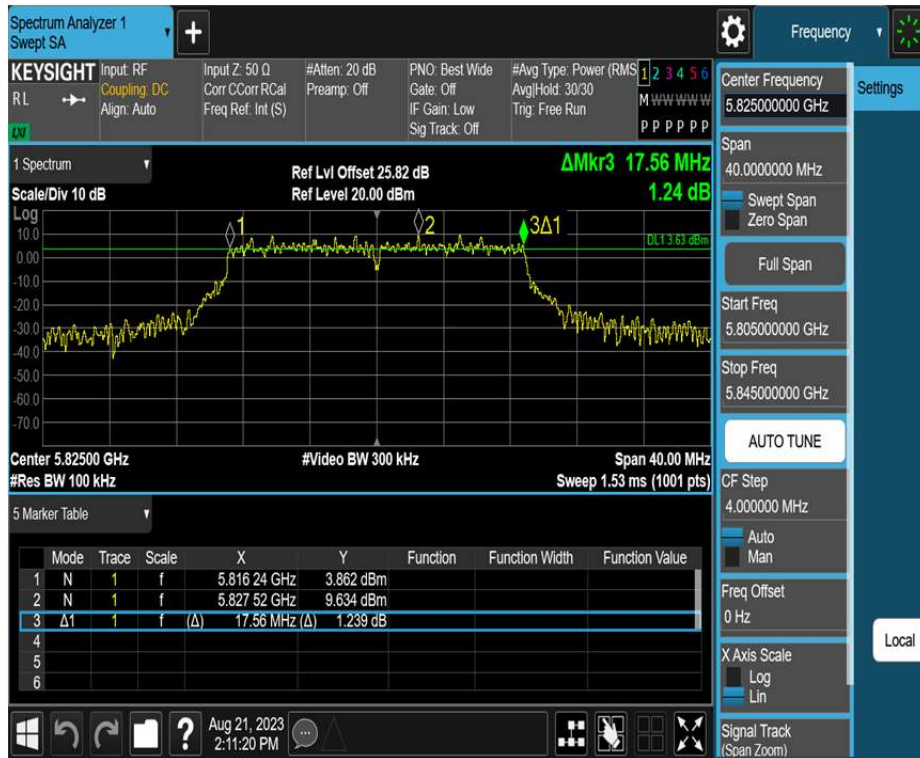 Spectrum Analyzer 1
Swept SA
+
Frequency
KEYSIGHT
RL
LXI
Input: RF
Coupling: DC
Align: Auto
Input Z: 50 Ω
Corr CCorr RCal
Freq Ref: Int (S)
#Atten: 20 dB
Preamp: Off
PNO: Best Wide
Gate: Off
IF Gain: Low
Sig Track: Off
#Avg Type: Power (RMS
Avg|Hold: 30/30
Trig: Free Run
1 2 3 4 5 6
M W W W W W
P P P P P P
Center Frequency
5.825000000 GHz
Settings
Span
40.0000000 MHz
Swept Span
Zero Span
Full Span
Start Freq
5.805000000 GHz
Stop Freq
5.845000000 GHz
AUTO TUNE
CF Step
4.000000 MHz
Auto
Man
Freq Offset
0 Hz
X Axis Scale
Log
Lin
Signal Track
(Span Zoom)
Local
1 Spectrum
Scale/Div 10 dB
Ref Lvl Offset 25.82 dB
Ref Level 20.00 dBm
ΔMkr3 17.56 MHz
1.24 dB
Log
10.0
0.00
-10.0
-20.0
-30.0
-40.0
-50.0
-60.0
-70.0
1
2
3Δ1
DL1 3.63 dBm
Center 5.82500 GHz
#Video BW 300 kHz
Span 40.00 MHz
#Res BW 100 kHz
Sweep 1.53 ms (1001 pts)
5 Marker Table
Mode Trace Scale X Y Function Function Width Function Value
1 N 1 f 5.816 24 GHz 3.862 dBm
2 N 1 f 5.827 52 GHz 9.634 dBm
3 Δ1 1 f (Δ) 17.56 MHz (Δ) 1.239 dB
4
5
6
?
Aug 21, 2023
2:11:20 PM